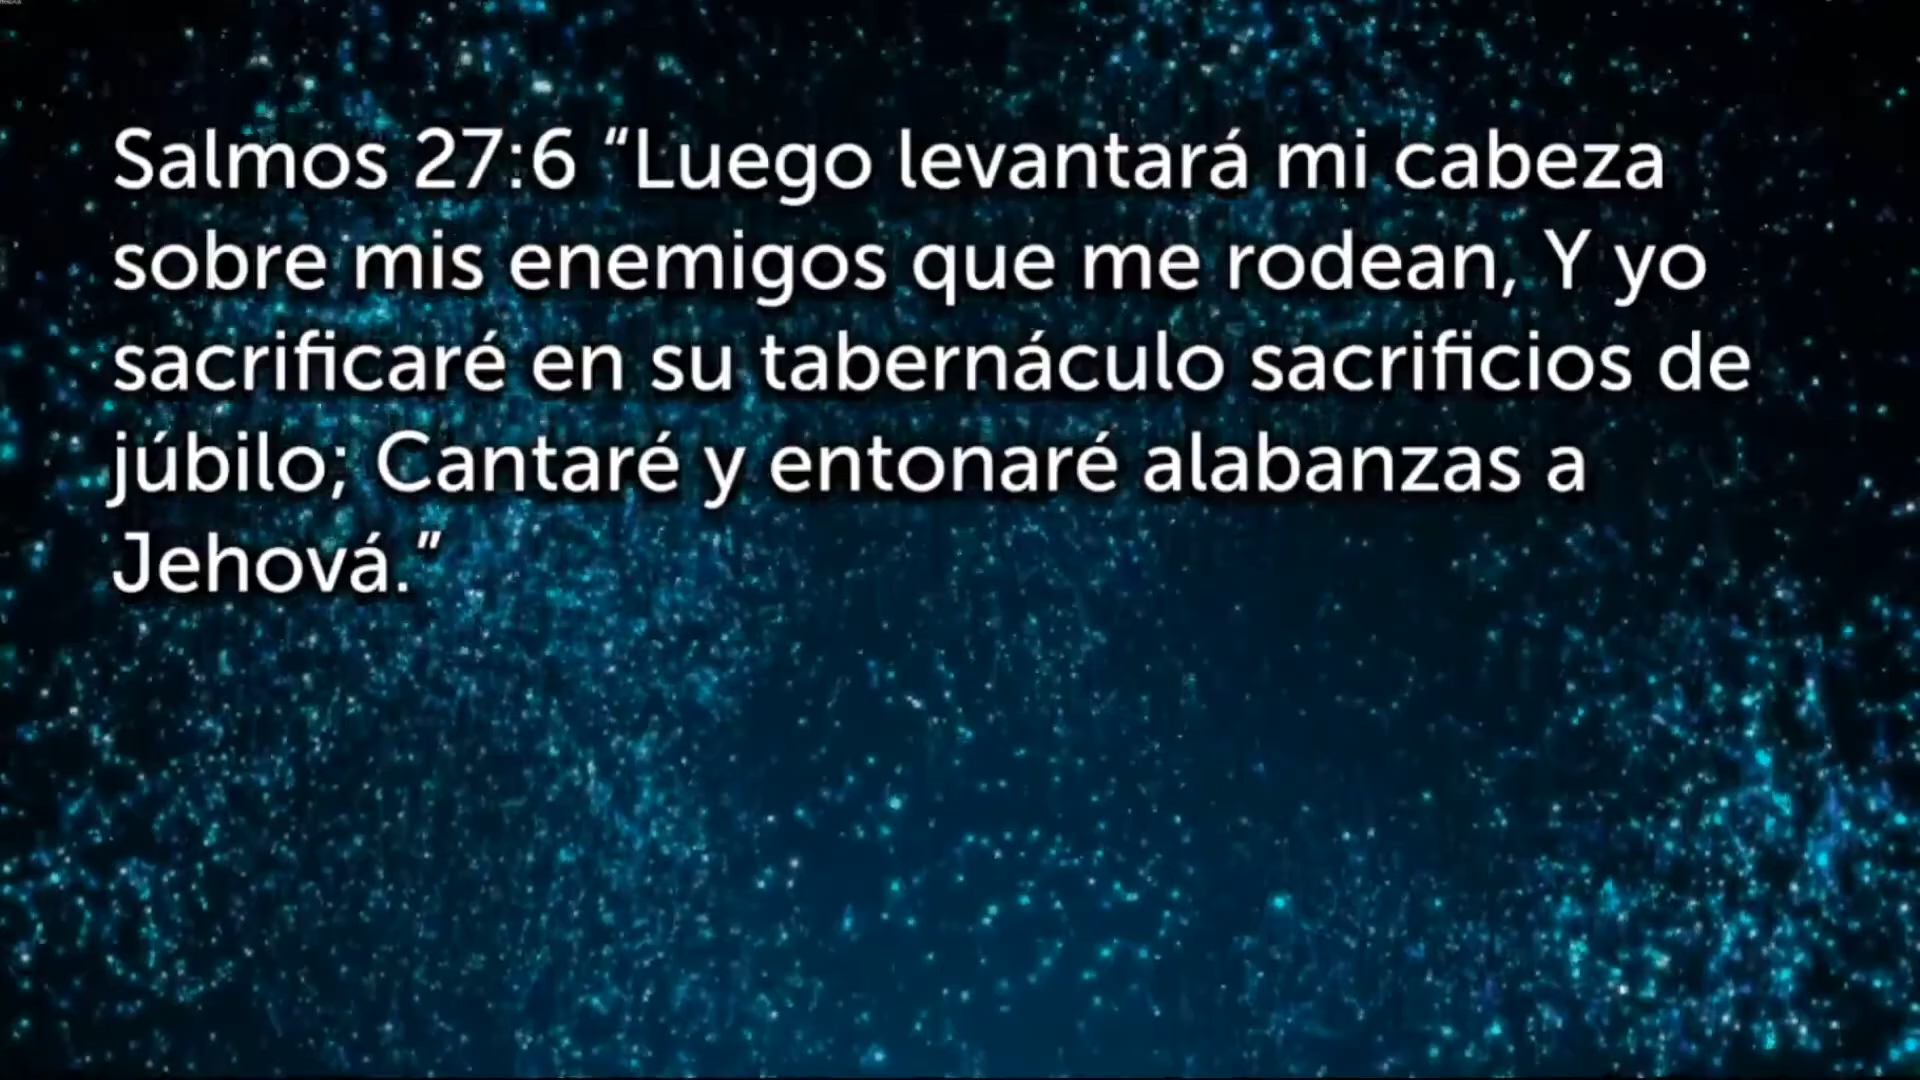 Salmos 27:6 “Luego levantará mi cabeza
sobre mis enemigos que me rodean, Y yo
sacrificaré en su tabernáculo sacrificios de
júbilo; Cantaré y entonaré alabanzas a
Jehová.”